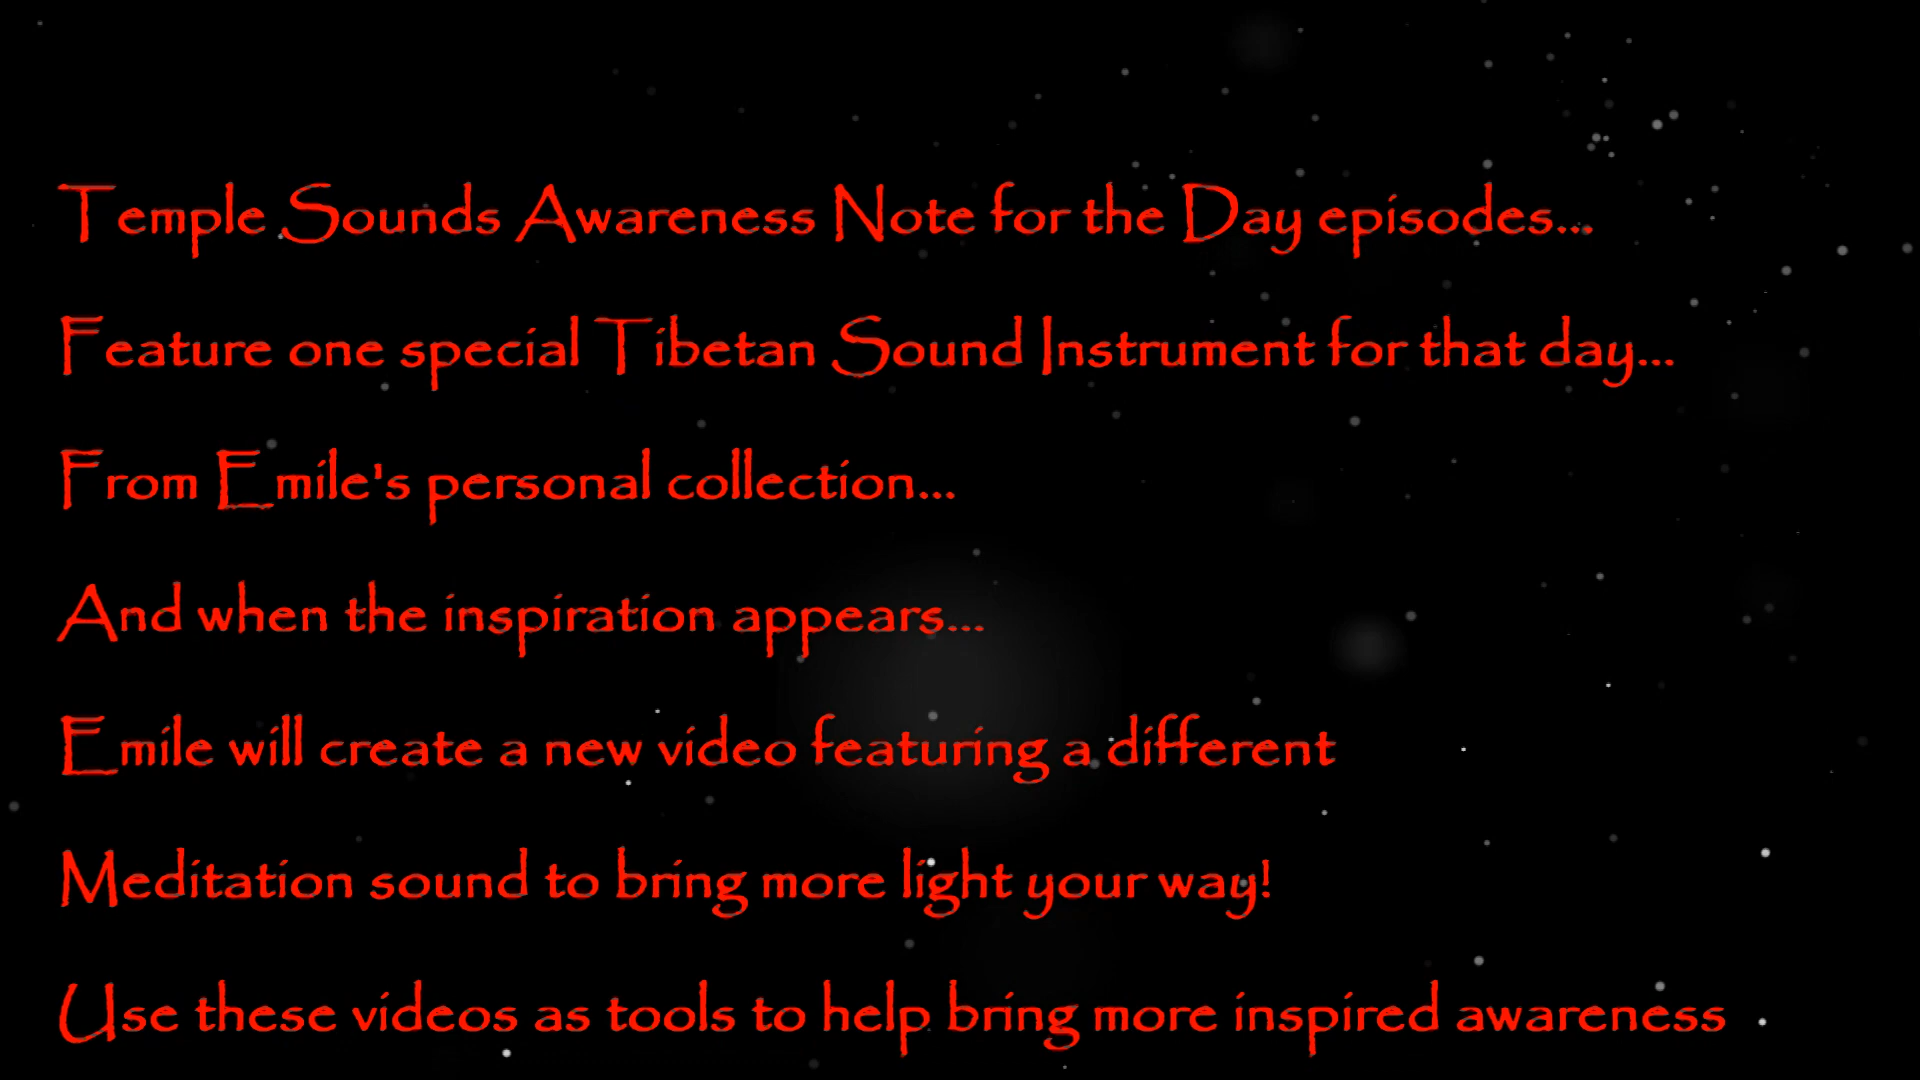 Temple Sounds Awareness Note for the Day episodes...
Feature one special Tibetan Sound Instrument for that day...
From Emile's personal collection...
And when the inspiration appears...
Emile will create a new video featuring a different
Meditation sound to bring more light your way!
Use these videos as tools to help bring more inspired awareness